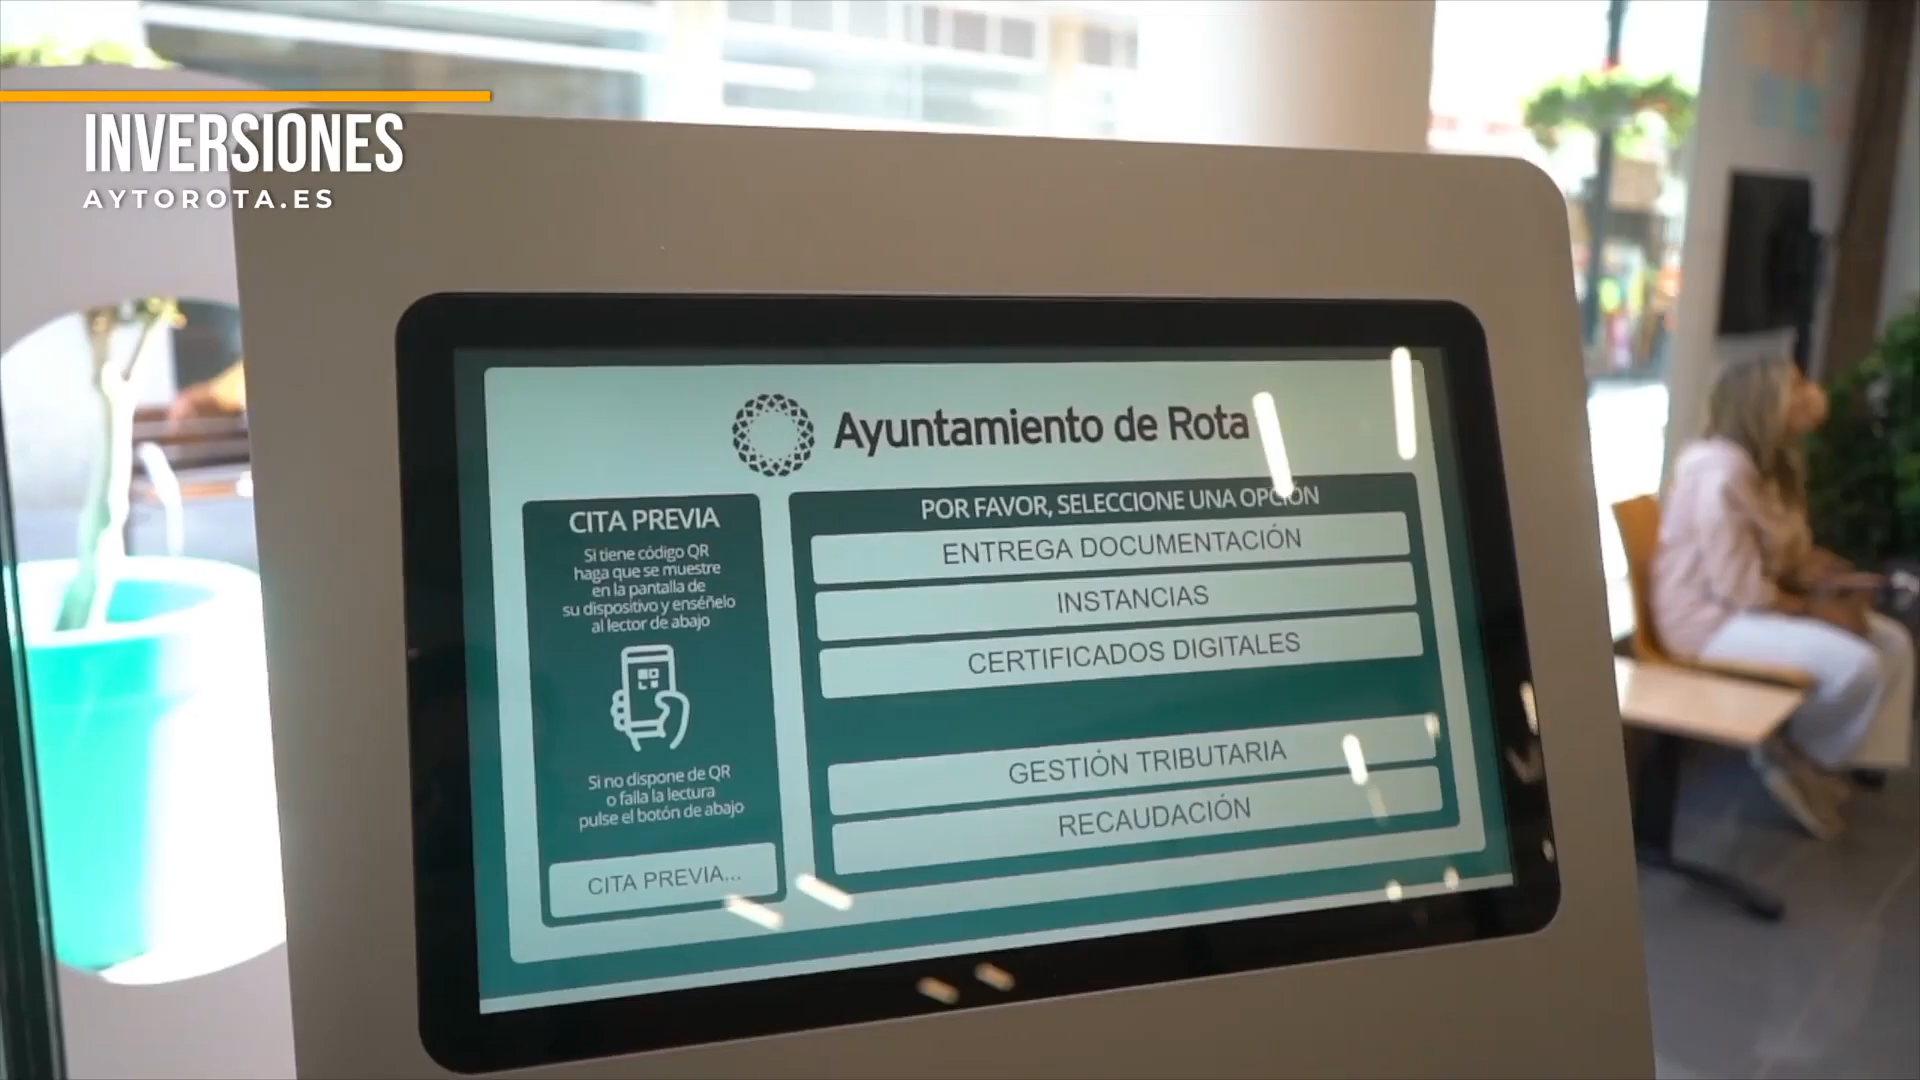 INVERSIONES
AYTOROTA.ES
Ayuntamiento de Rota
CITA PREVIA
Si tiene código QR
haga que se muestre
en la pantalla de
su dispositivo y enséñelo
al lector de abajo
Si no dispone de QR
o falla la lectura
pulse el botón de abajo
CITA PREVIA...
POR FAVOR, SELECCIONE UNA OPCIÓN
ENTREGA DOCUMENTACIÓN
INSTANCIAS
CERTIFICADOS DIGITALES
GESTIÓN TRIBUTARIA
RECAUDACIÓN